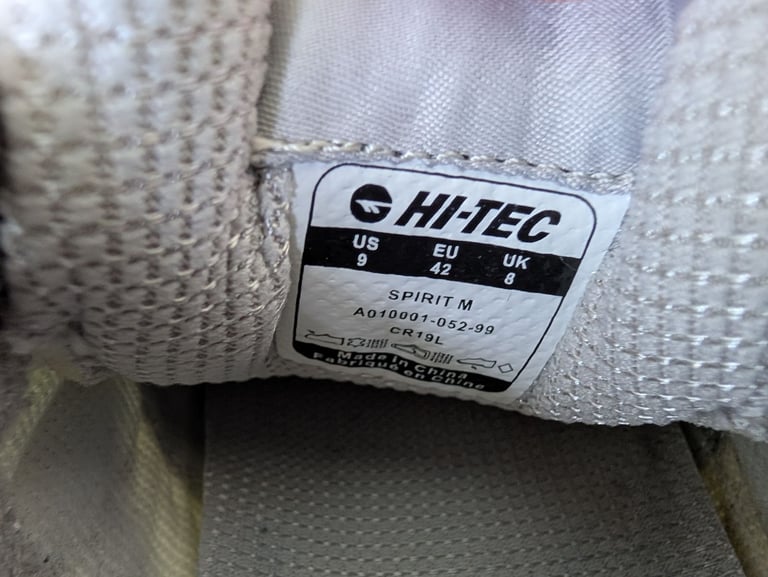 HI-TEC
US EU UK
9 42 8
SPIRIT M
A010001-052-99
CR19L
Made in China
Fabriqué en Chine